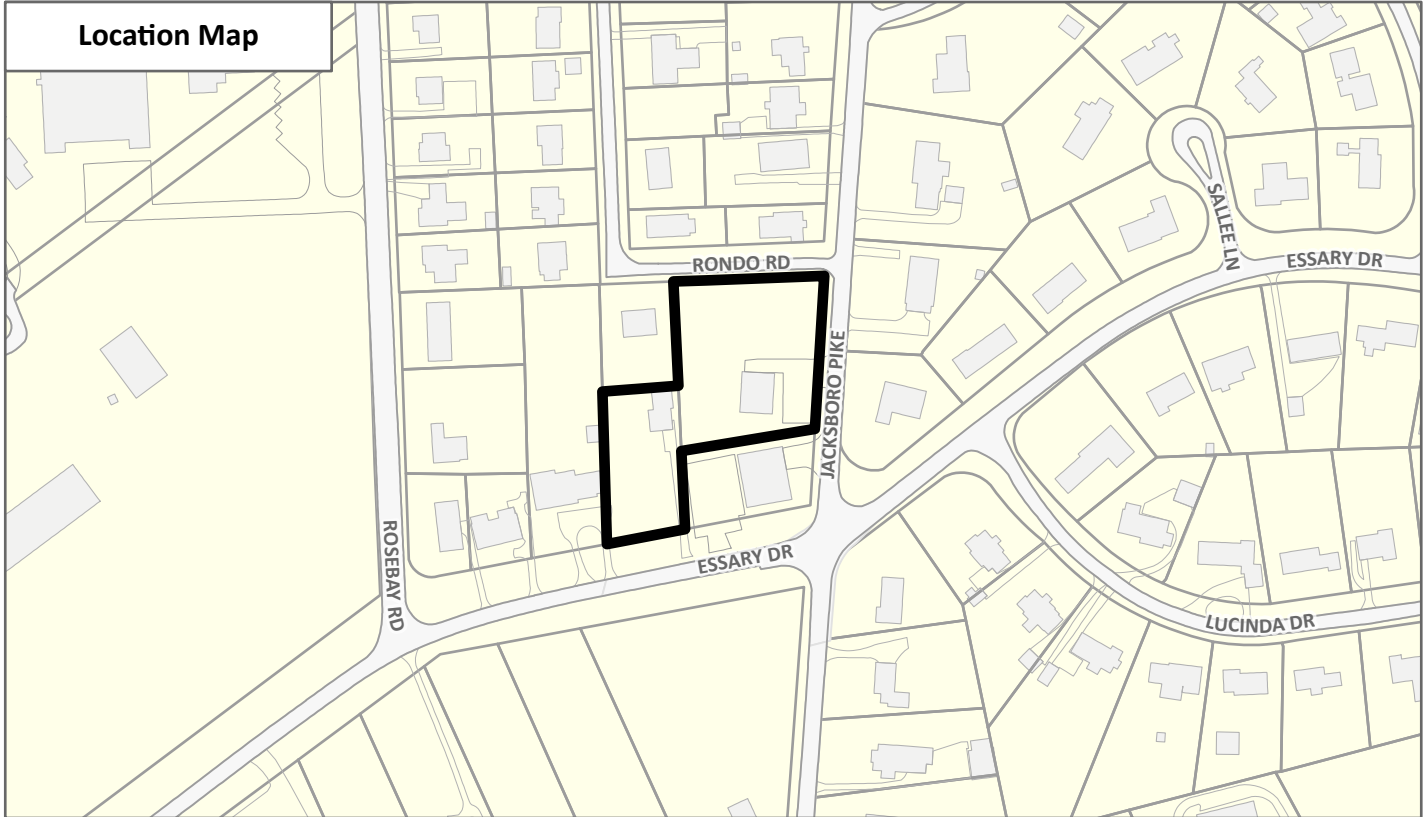 Location Map
SALLEE LN
RONDO RD
ESSARY DR
JACKSBORO PIKE
ROSEBAY RD
ESSARY DR
LUCINDA DR